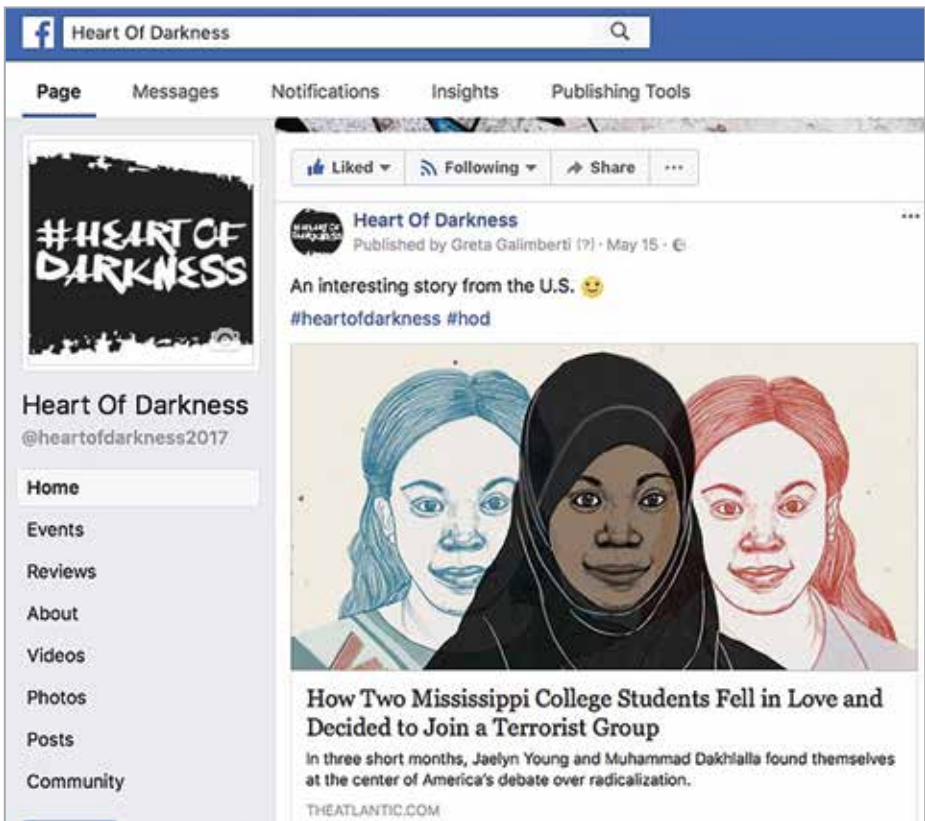 Heart Of Darkness
Page Messages Notifications Insights Publishing Tools
#HEART OF
DARKNESS
Liked Following Share ...
Heart Of Darkness
Published by Greta Galimberti [?] · May 15 ·
An interesting story from the U.S.
#heartofdarkness #hod
Heart Of Darkness
@heartofdarkness2017
Home
Events
Reviews
About
Videos
Photos
Posts
Community
How Two Mississippi College Students Fell in Love and
Decided to Join a Terrorist Group
In three short months, Jaelyn Young and Muhammad Dakhlalla found themselves
at the center of America's debate over radicalization.
THEATLANTIC.COM